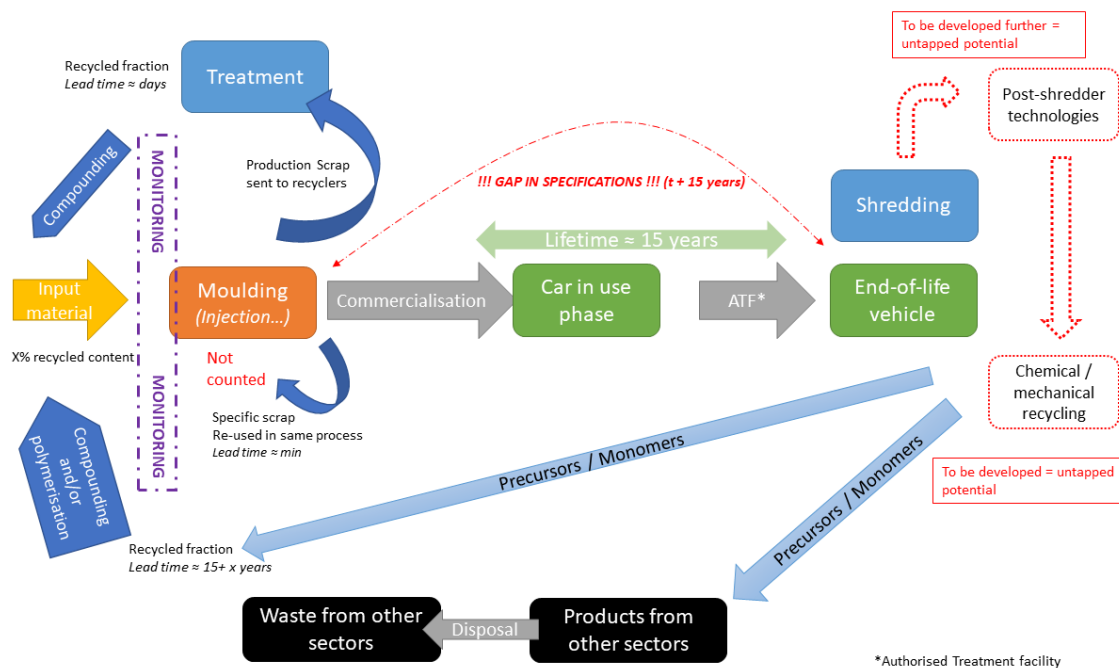 To be developed further =
untapped potential
Recycled fraction
Lead time ≈ days
Treatment
Post-shredder
technologies
Compounding
MONITORING
Production Scrap
sent to recyclers
!!! GAP IN SPECIFICATIONS !!! (t + 15 years)
Shredding
Lifetime ≈ 15 years
Input
material
Moulding
(Injection...)
Commercialisation
Car in use
phase
ATF*
End-of-life
vehicle
X% recycled content
Not
counted
MONITORING
Specific scrap
Re-used in same process
Lead time ≈ min
Chemical /
mechanical
recycling
Compounding
and/or
polymerisation
Precursors / Monomers
Precursors / Monomers
To be developed = untapped
potential
Recycled fraction
Lead time ≈ 15+ x years
Waste from other
sectors
Disposal
Products from
other sectors
*Authorised Treatment facility